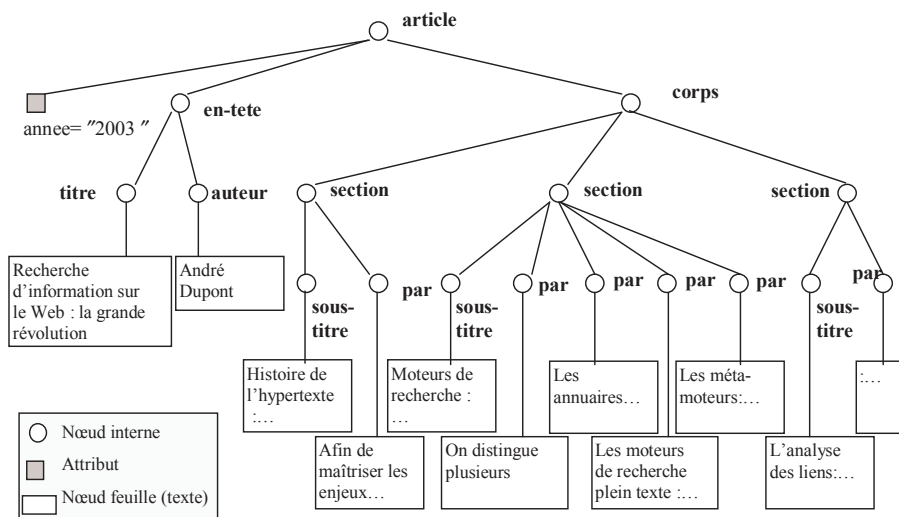 article
en-tete
corps
annee= ″2003 ″
titre
auteur
section
section
section
Recherche
d’information sur
le Web : la grande
révolution
André
Dupont
sous-
titre
par
sous-
titre
par
par
par
par
sous-
titre
par
Histoire de
l’hypertexte
:…
Moteurs de
recherche :
…
Les
annuaires…
Les méta-
moteurs:…
:…
Afin de
maîtriser les
enjeux…
On distingue
plusieurs
Les moteurs
de recherche
plein texte :…
L’analyse
des liens:…
Nœud interne
Attribut
Nœud feuille (texte)